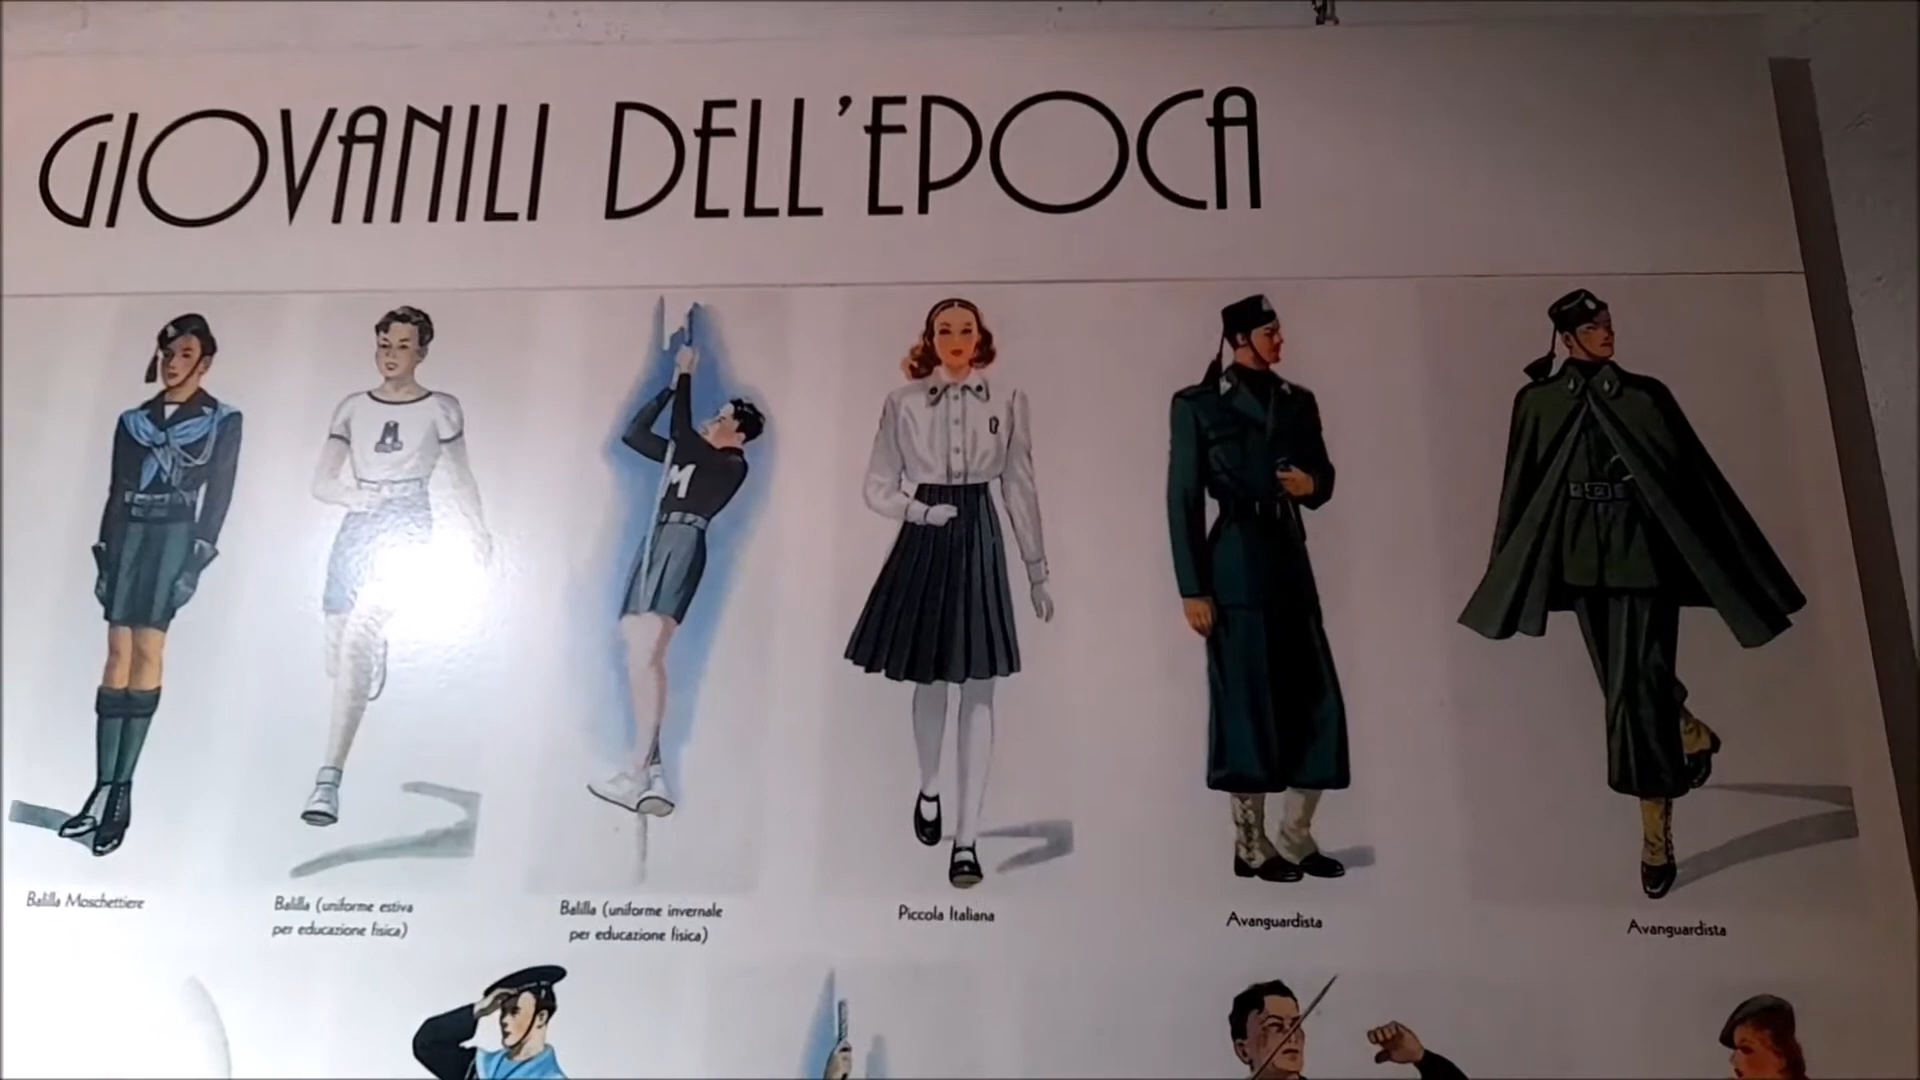 GIOVANILI DELL'EPOCA
M
Balilla Moschettiere
Balilla (uniforme estiva
per educazione fisica)
Balilla (uniforme invernale
per educazione fisica)
Piccola Italiana
Avanguardista
Avanguardista